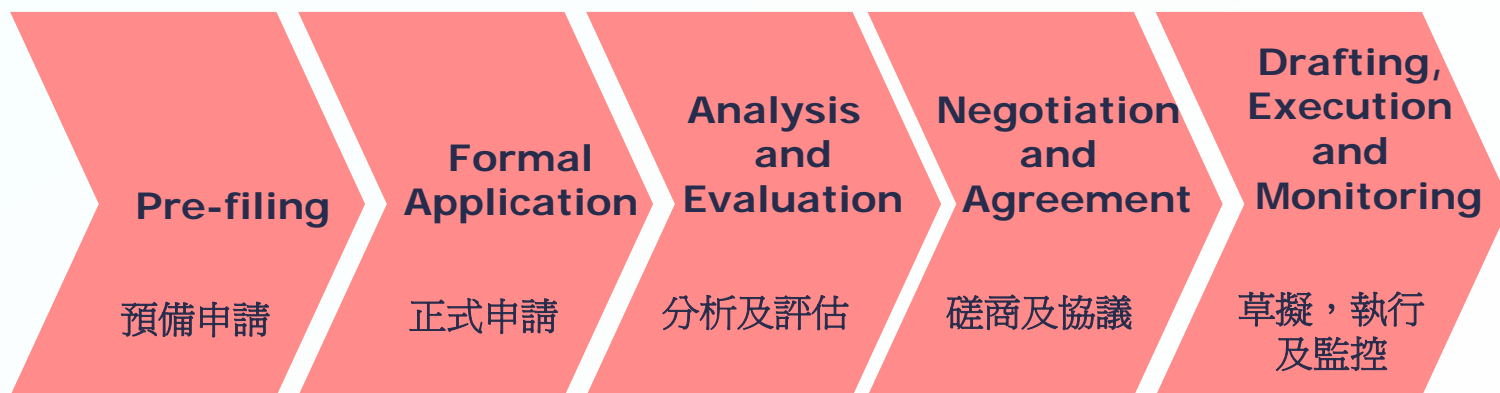 Pre-filing
預備申請
Formal
Application
正式申請
Analysis
and
Evaluation
分析及評估
Negotiation
and
Agreement
磋商及協議
Drafting,
Execution
and
Monitoring
草擬，執行
及監控